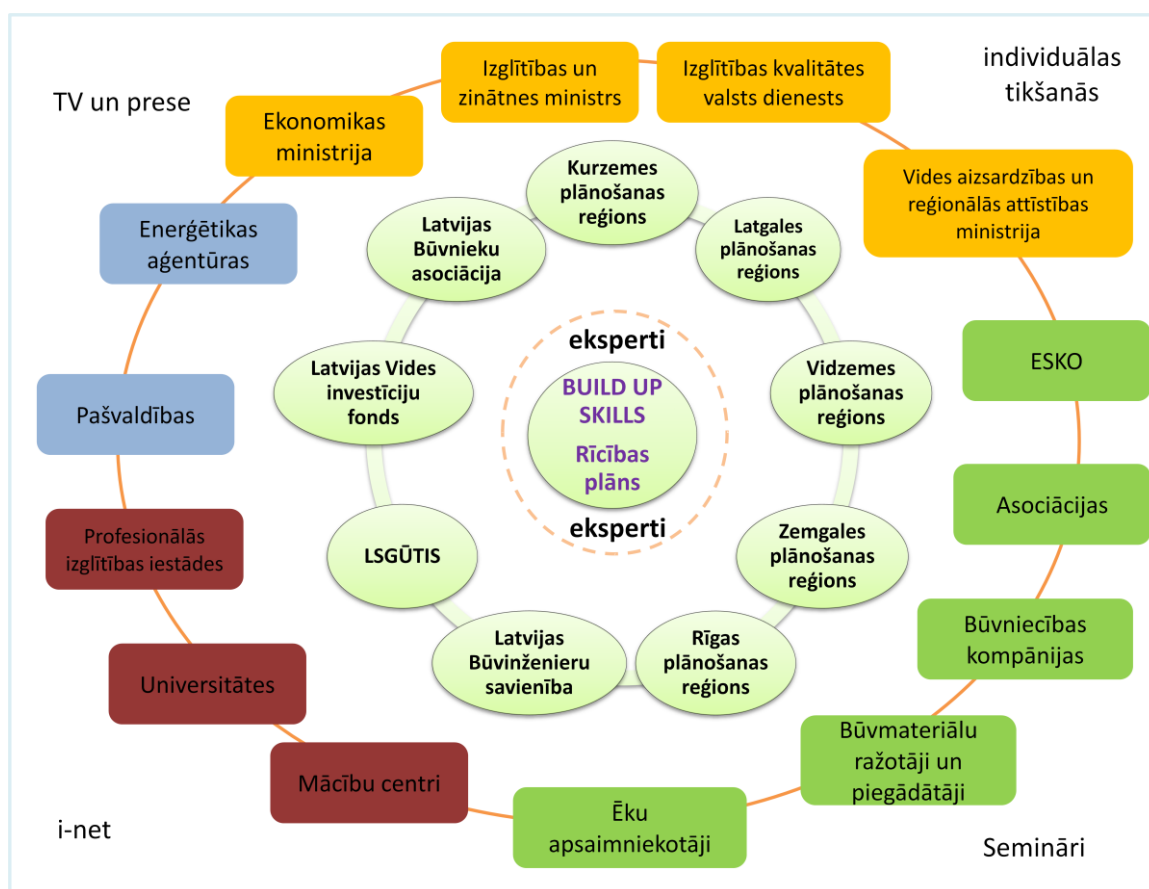 TV un prese
individuālas
tikšanās
Izglītības un
zinātnes ministrs
Izglītības kvalitātes
valsts dienests
Ekonomikas
ministrija
Vides aizsardzības un
reģionālās attīstības
ministrija
Enerģētikas
aģentūras
Pašvaldības
Profesionālās
izglītības iestādes
Universitātes
Mācību centri
Ēku
apsaimniekotāji
Būvmateriālu
ražotāji un
piegādātāji
Būvniecības
kompānijas
Asociācijas
ESKO
Kurzemes
plānošanas
reģions
Latgales
plānošanas
reģions
Vidzemes
plānošanas
reģions
Zemgales
plānošanas
reģions
Rīgas
plānošanas
reģions
Latvijas
Būvinženieru
savienība
LSGŪTIS
Latvijas Vides
investīciju
fonds
Latvijas
Būvnieku
asociācija
eksperti
BUILD UP
SKILLS
Rīcības
plāns
eksperti
i-net
Semināri